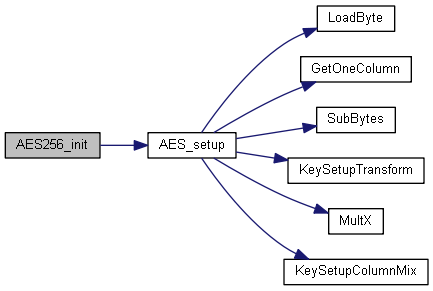 AES256_init
AES_setup
LoadByte
GetOneColumn
SubBytes
KeySetupTransform
MultX
KeySetupColumnMix